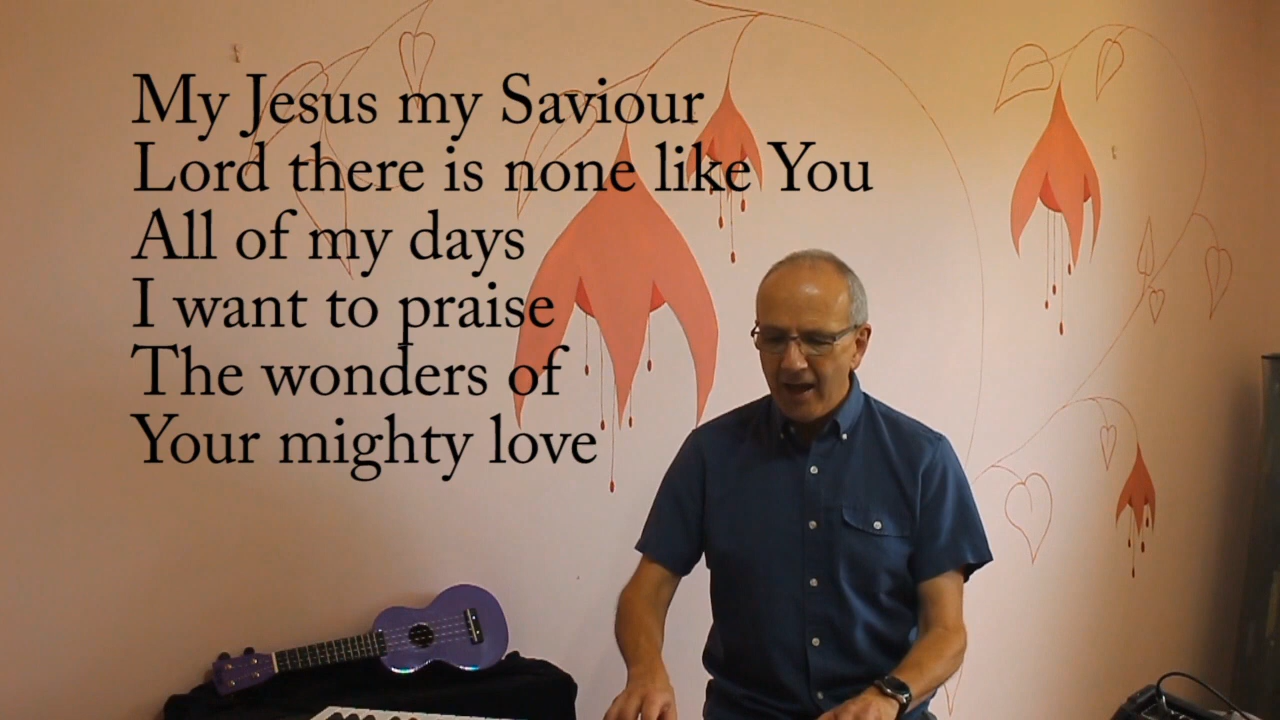 My Jesus my Saviour
Lord there is none like You
All of my days
I want to praise
The wonders of
Your mighty love